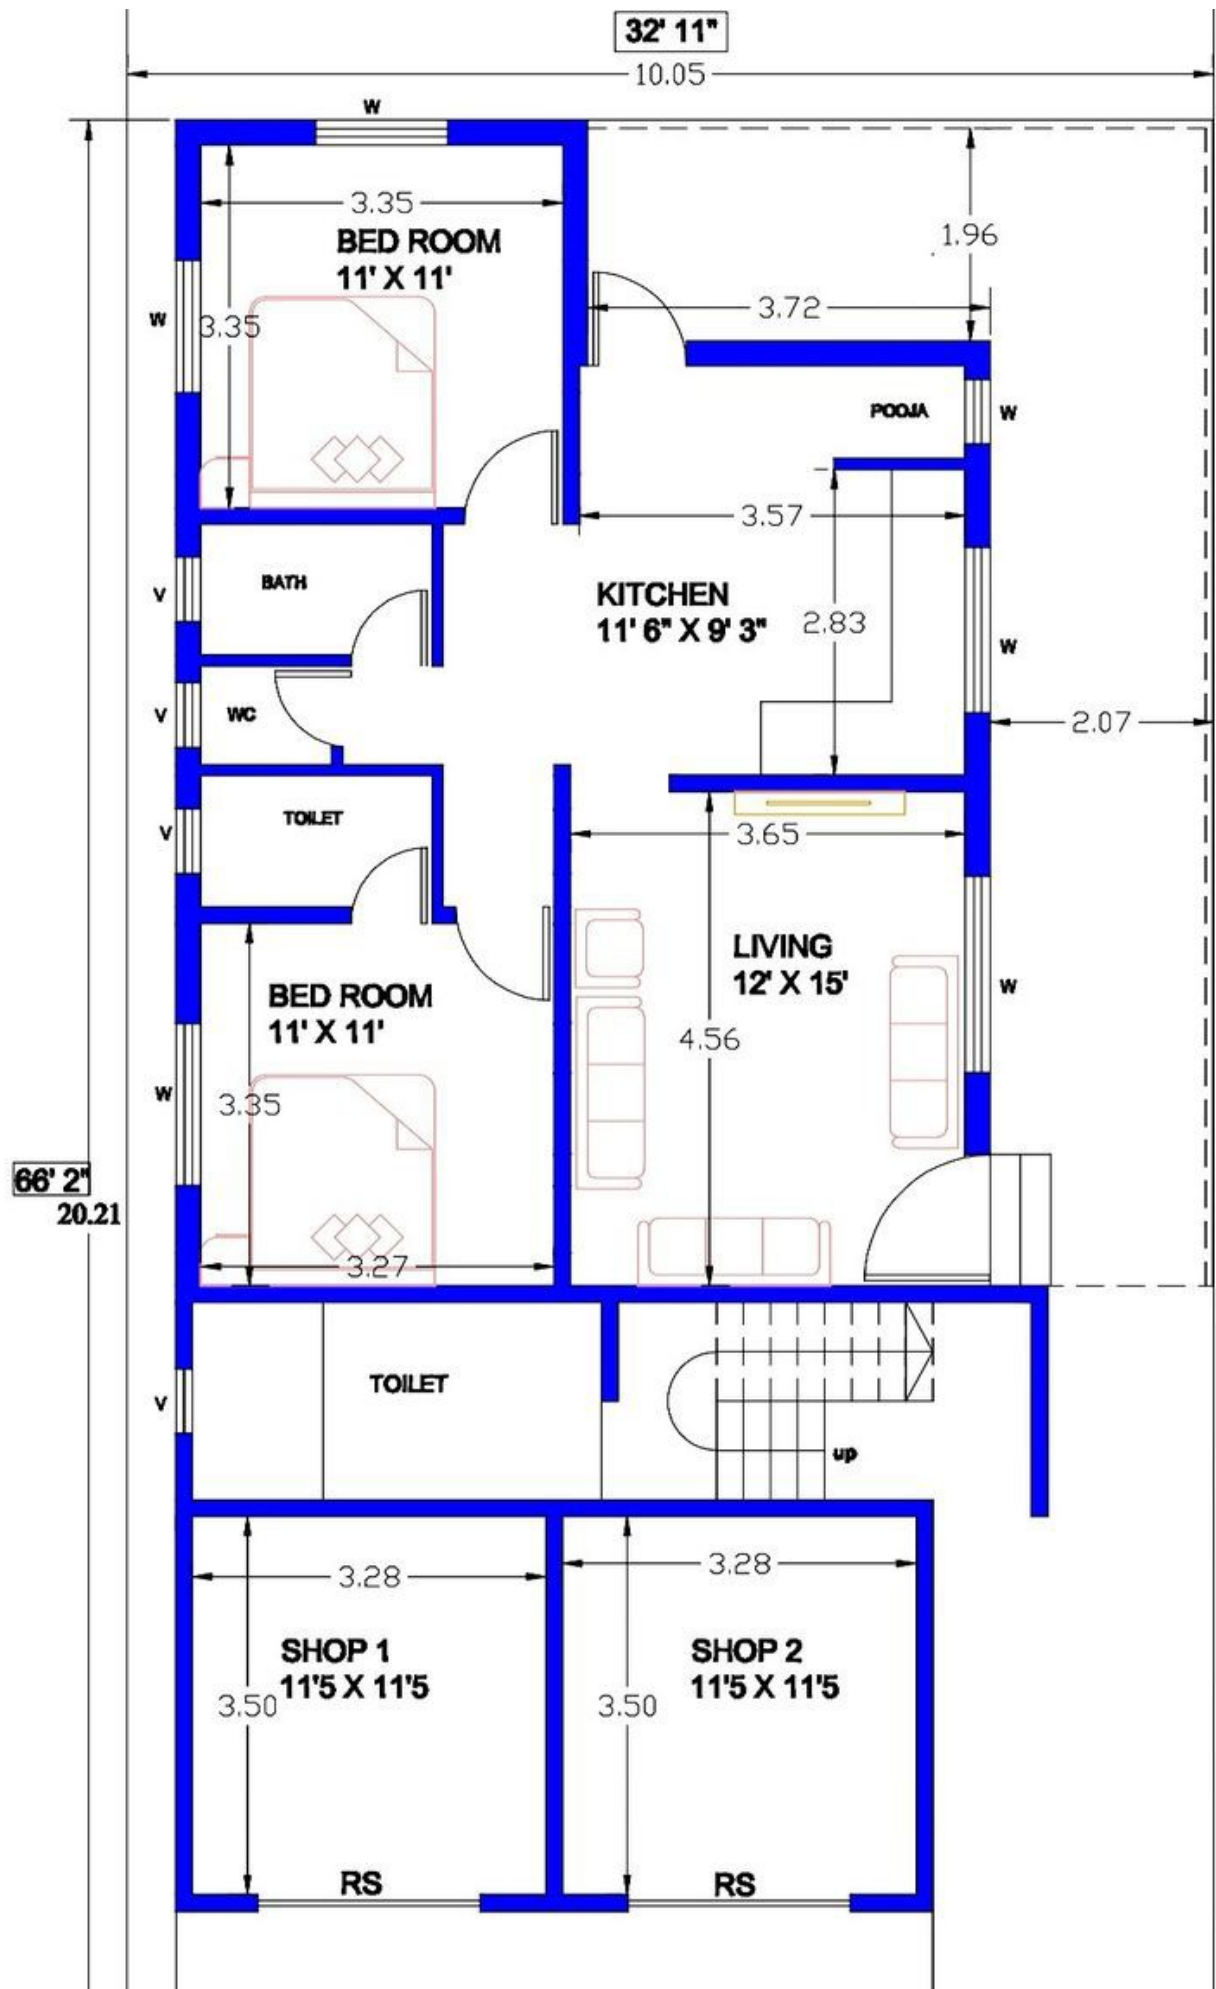 32' 11"
10.05
W
3.35
BED ROOM
11' X 11'
1.96
3.72
W
3.35
POOJA
W
3.57
BATH
V
KITCHEN
11' 6" X 9' 3"
2.83
W
WC
V
2.07
TOILET
V
3.65
LIVING
12' X 15'
BED ROOM
11' X 11'
W
4.56
W
3.35
66' 2"
20.21
3.27
TOILET
V
up
3.28
3.28
SHOP 1
11'5 X 11'5
SHOP 2
11'5 X 11'5
3.50
3.50
RS
RS